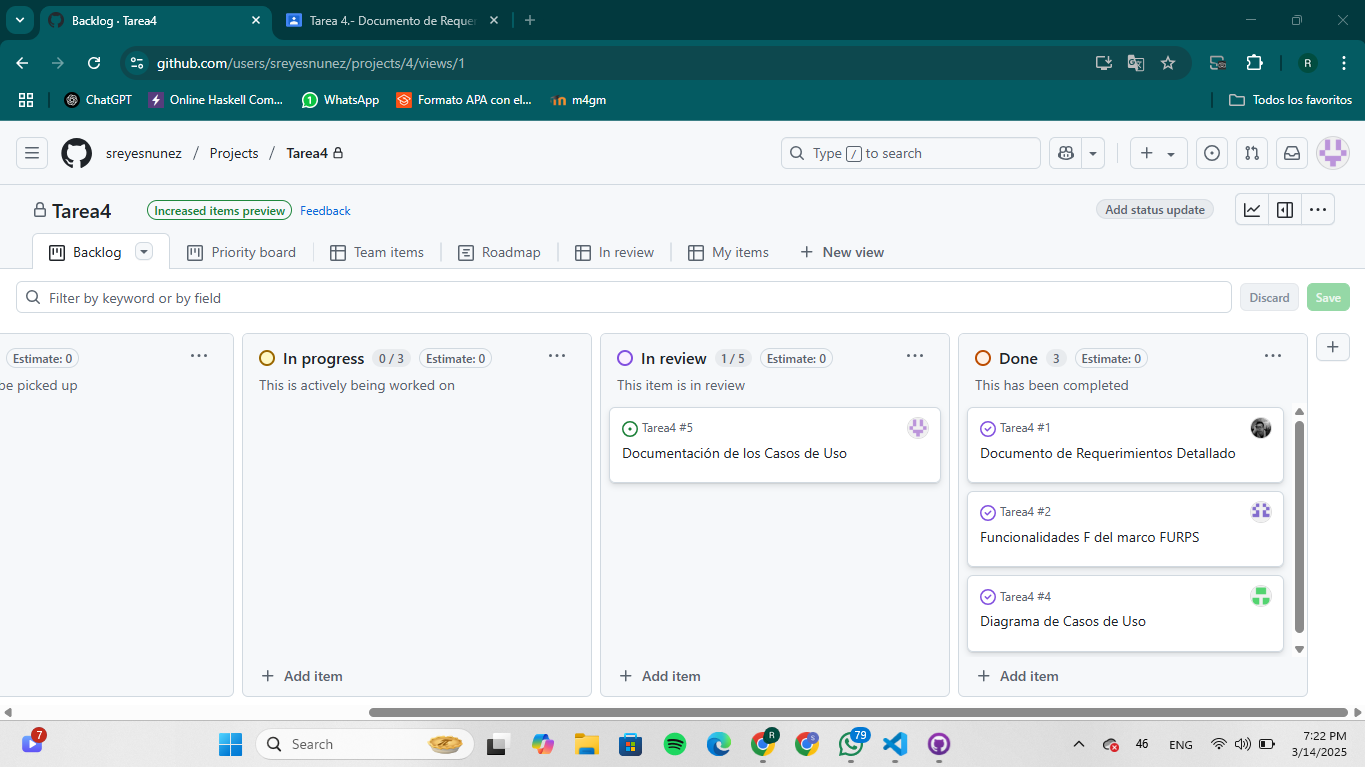 Backlog · Tarea4
Tarea 4.- Documento de Reque
github.com/users/sreyesnunez/projects/4/views/1
R
ChatGPT
Online Haskell Com...
WhatsApp
Formato APA con el...
m4gm
Todos los favoritos
sreyesnunez / Projects / Tarea4
Type / to search
Tarea4
Increased items preview
Feedback
Add status update
Backlog
Priority board
Team items
Roadmap
In review
My items
+ New view
Filter by keyword or by field
Discard
Save
Estimate: 0
be picked up
In progress 0 / 3 Estimate: 0
This is actively being worked on
+ Add item
In review 1 / 5 Estimate: 0
This item is in review
Tarea4 #5
Documentación de los Casos de Uso
+ Add item
Done 3 Estimate: 0
This has been completed
Tarea4 #1
Documento de Requerimientos Detallado
Tarea4 #2
Funcionalidades F del marco FURPS
Tarea4 #4
Diagrama de Casos de Uso
+ Add item
7
Search
R
S
79
46
ENG
7:22 PM
3/14/2025